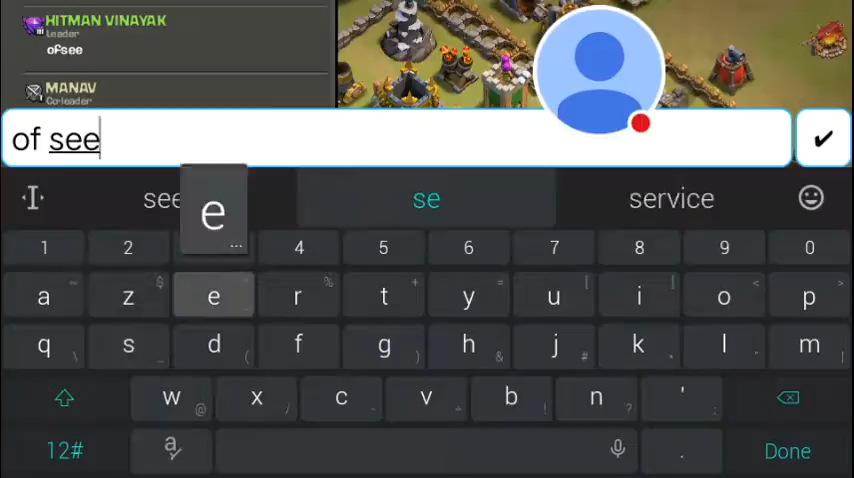 HITMAN VINAYAK
Leader
ofsee
MANAV
Co-leader
of see
see se service
e
...
1 2 4 5 6 7 8 9 0
a z e r t y u i o p
q s d f g h j k l m
w x c v b n '
12# a . Done